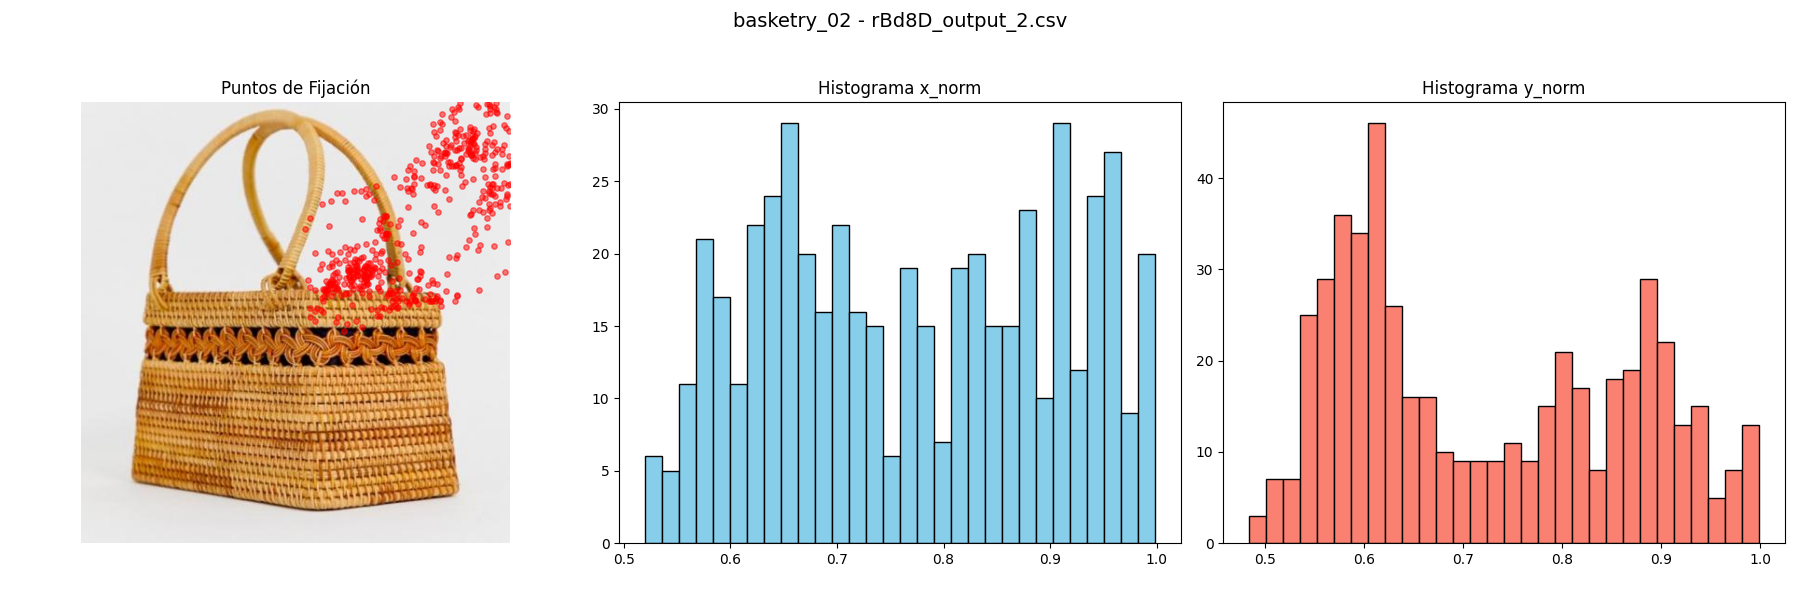 basketry_02 - rBd8D_output_2.csv
Puntos de Fijación
Histograma x_norm
Histograma y_norm
30
25
20
15
10
5
0
0.5 0.6 0.7 0.8 0.9 1.0
40
30
20
10
0
0.5 0.6 0.7 0.8 0.9 1.0